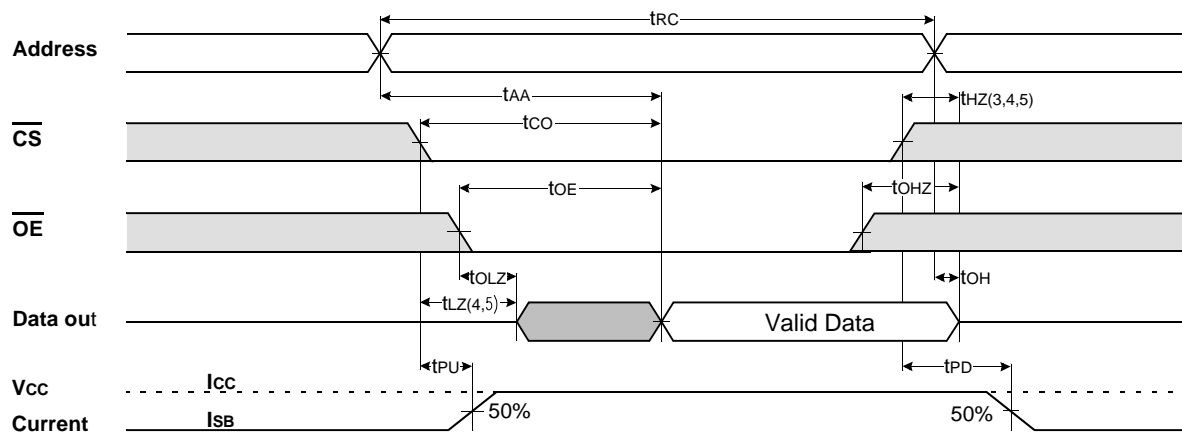 tRC
Address
tAA
tHZ(3,4,5)
CS
tCO
tOE
tOHZ
OE
tOLZ
tOH
tLZ(4,5)
Data out
Valid Data
tPU
tPD
VCC
ICC
50%
50%
Current
ISB